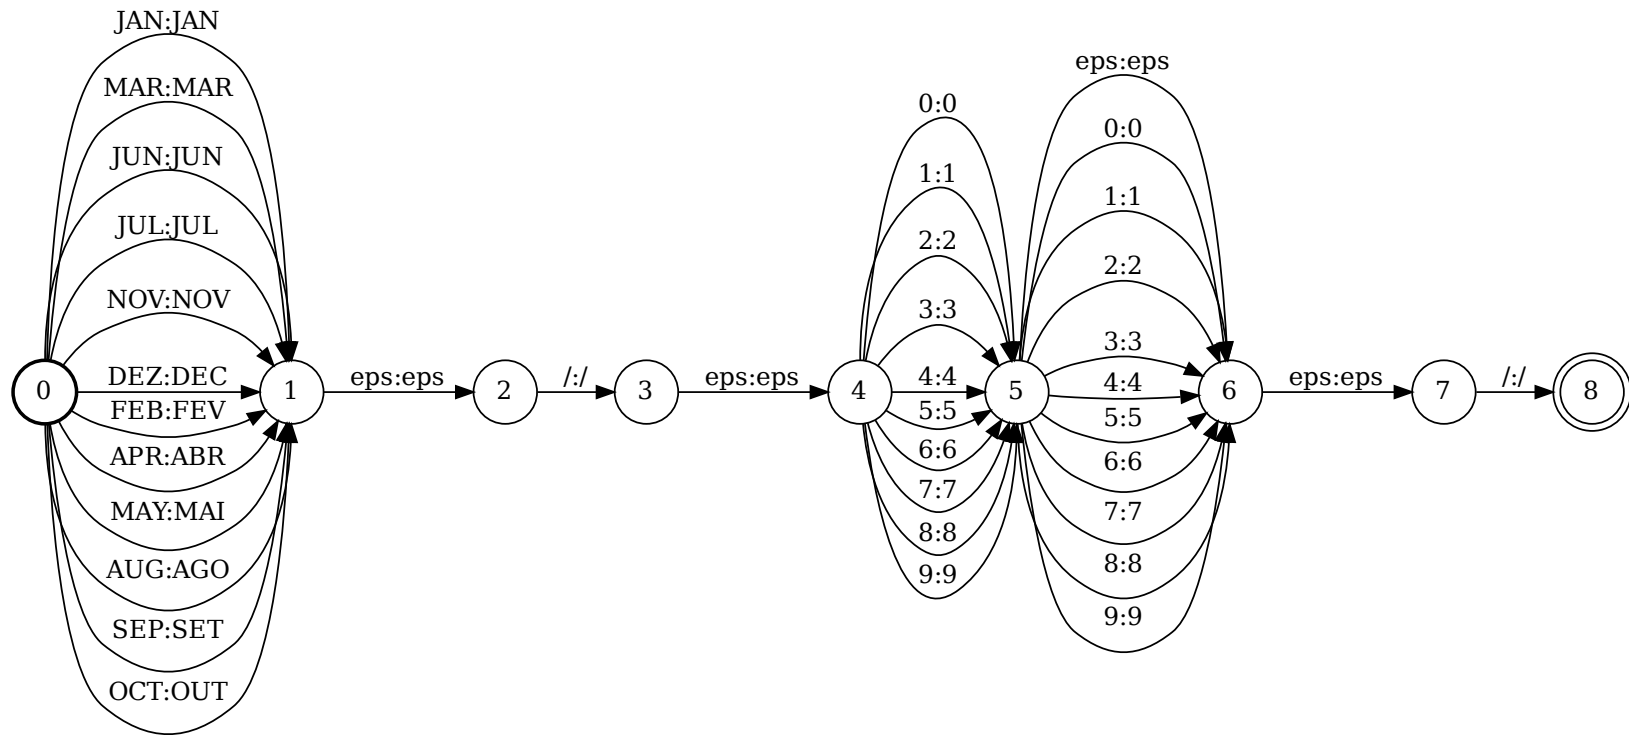 JAN:JAN
MAR:MAR
JUN:JUN
JUL:JUL
NOV:NOV
DEZ:DEC
FEB:FEV
APR:ABR
MAY:MAI
AUG:AGO
SEP:SET
OCT:OUT
0
1
eps:eps
2
/:/
3
eps:eps
4
0:0
1:1
2:2
3:3
4:4
5:5
6:6
7:7
8:8
9:9
5
eps:eps
0:0
1:1
2:2
3:3
4:4
5:5
6:6
7:7
8:8
9:9
6
eps:eps
7
/:/
8